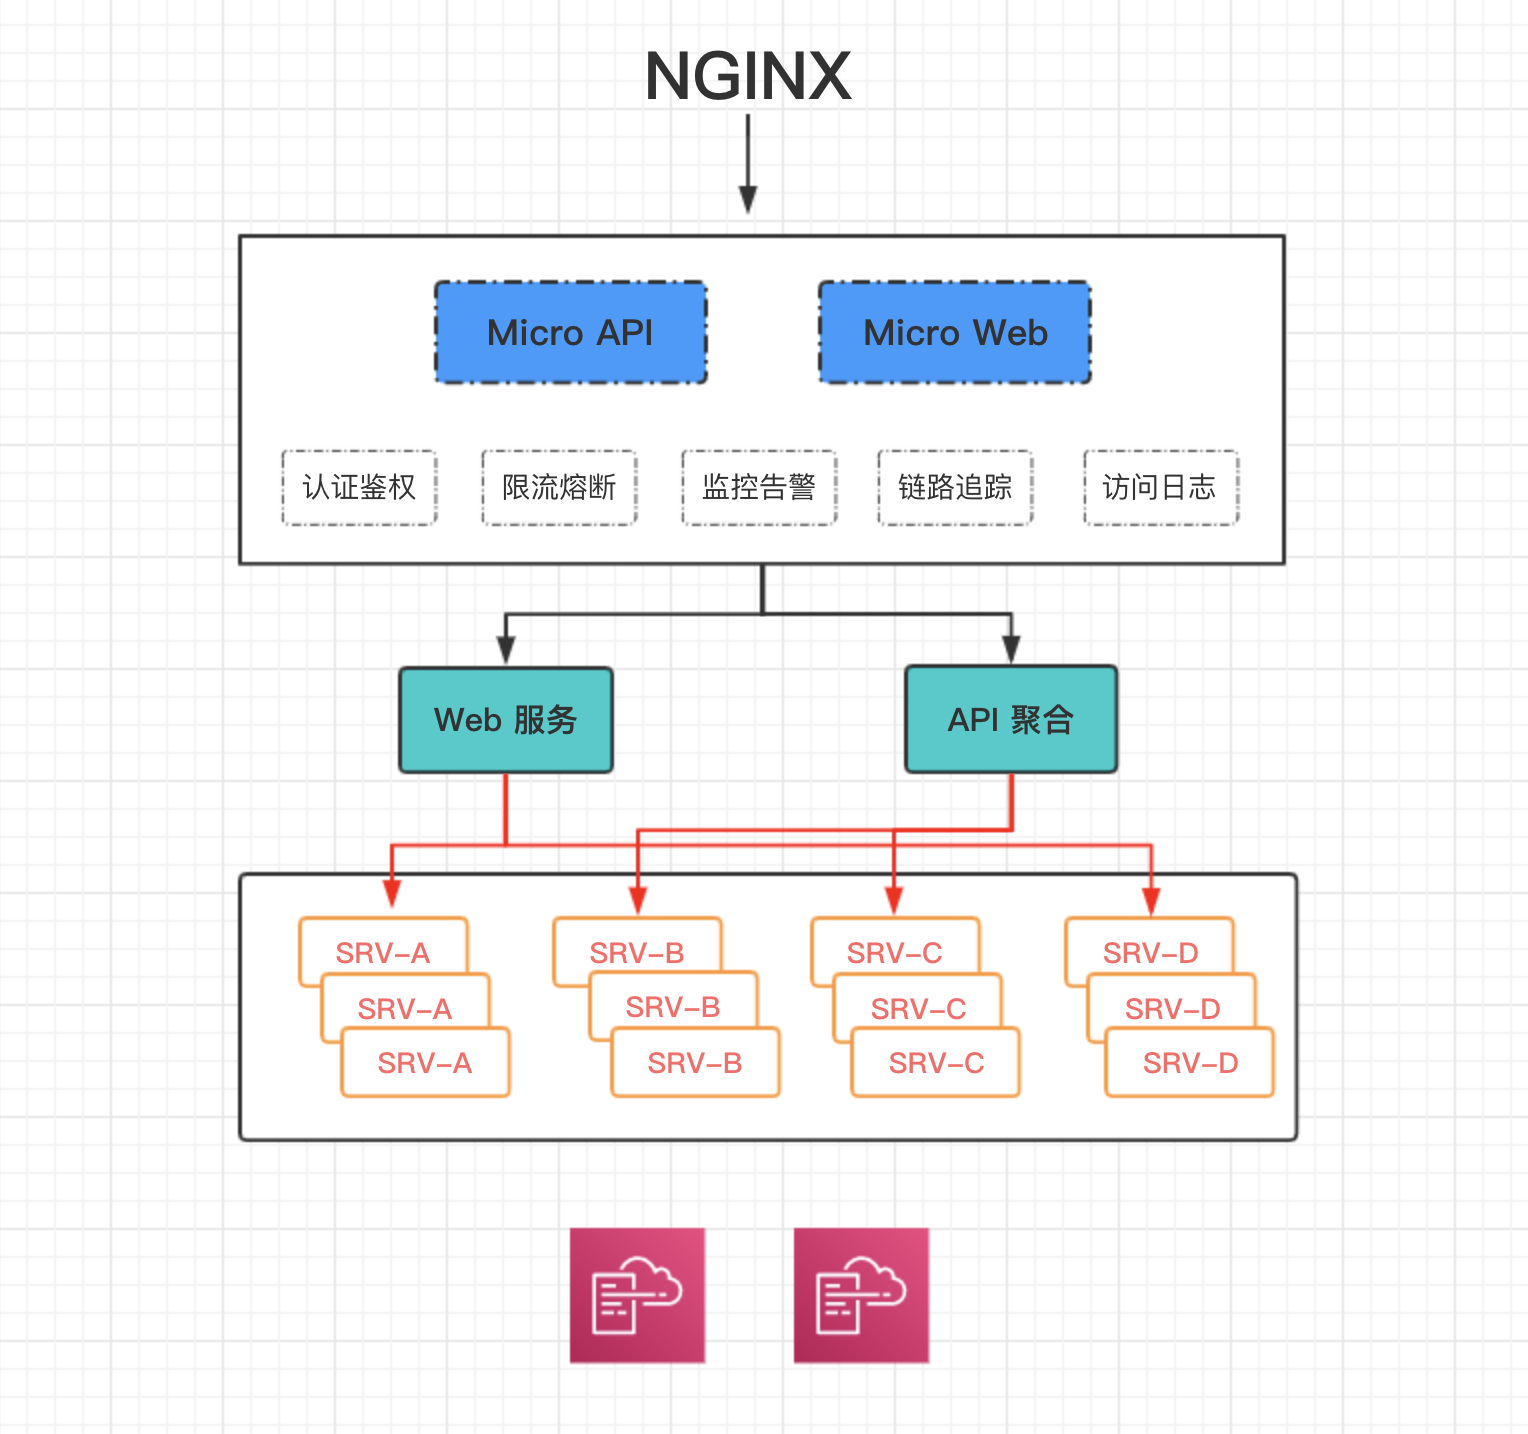 NGINX
Micro API
Micro Web
认证鉴权
限流熔断
监控告警
链路追踪
访问日志
Web 服务
API 聚合
SRV-A
SRV-A
SRV-A
SRV-B
SRV-B
SRV-B
SRV-C
SRV-C
SRV-C
SRV-D
SRV-D
SRV-D